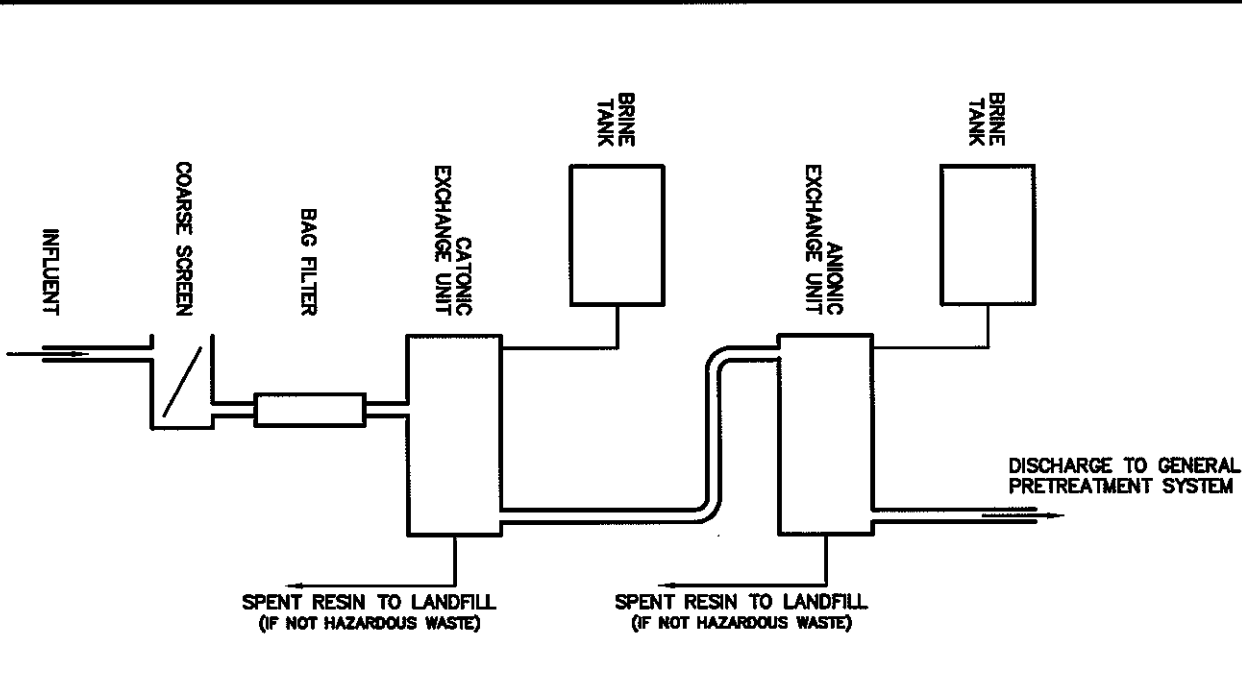 INFLUENT
COARSE SCREEN
BAG FILTER
CATONIC
EXCHANGE UNIT
BRINE
TANK
ANIONIC
EXCHANGE UNIT
BRINE
TANK
DISCHARGE TO GENERAL
PRETREATMENT SYSTEM
SPENT RESIN TO LANDFILL
(IF NOT HAZARDOUS WASTE)
SPENT RESIN TO LANDFILL
(IF NOT HAZARDOUS WASTE)